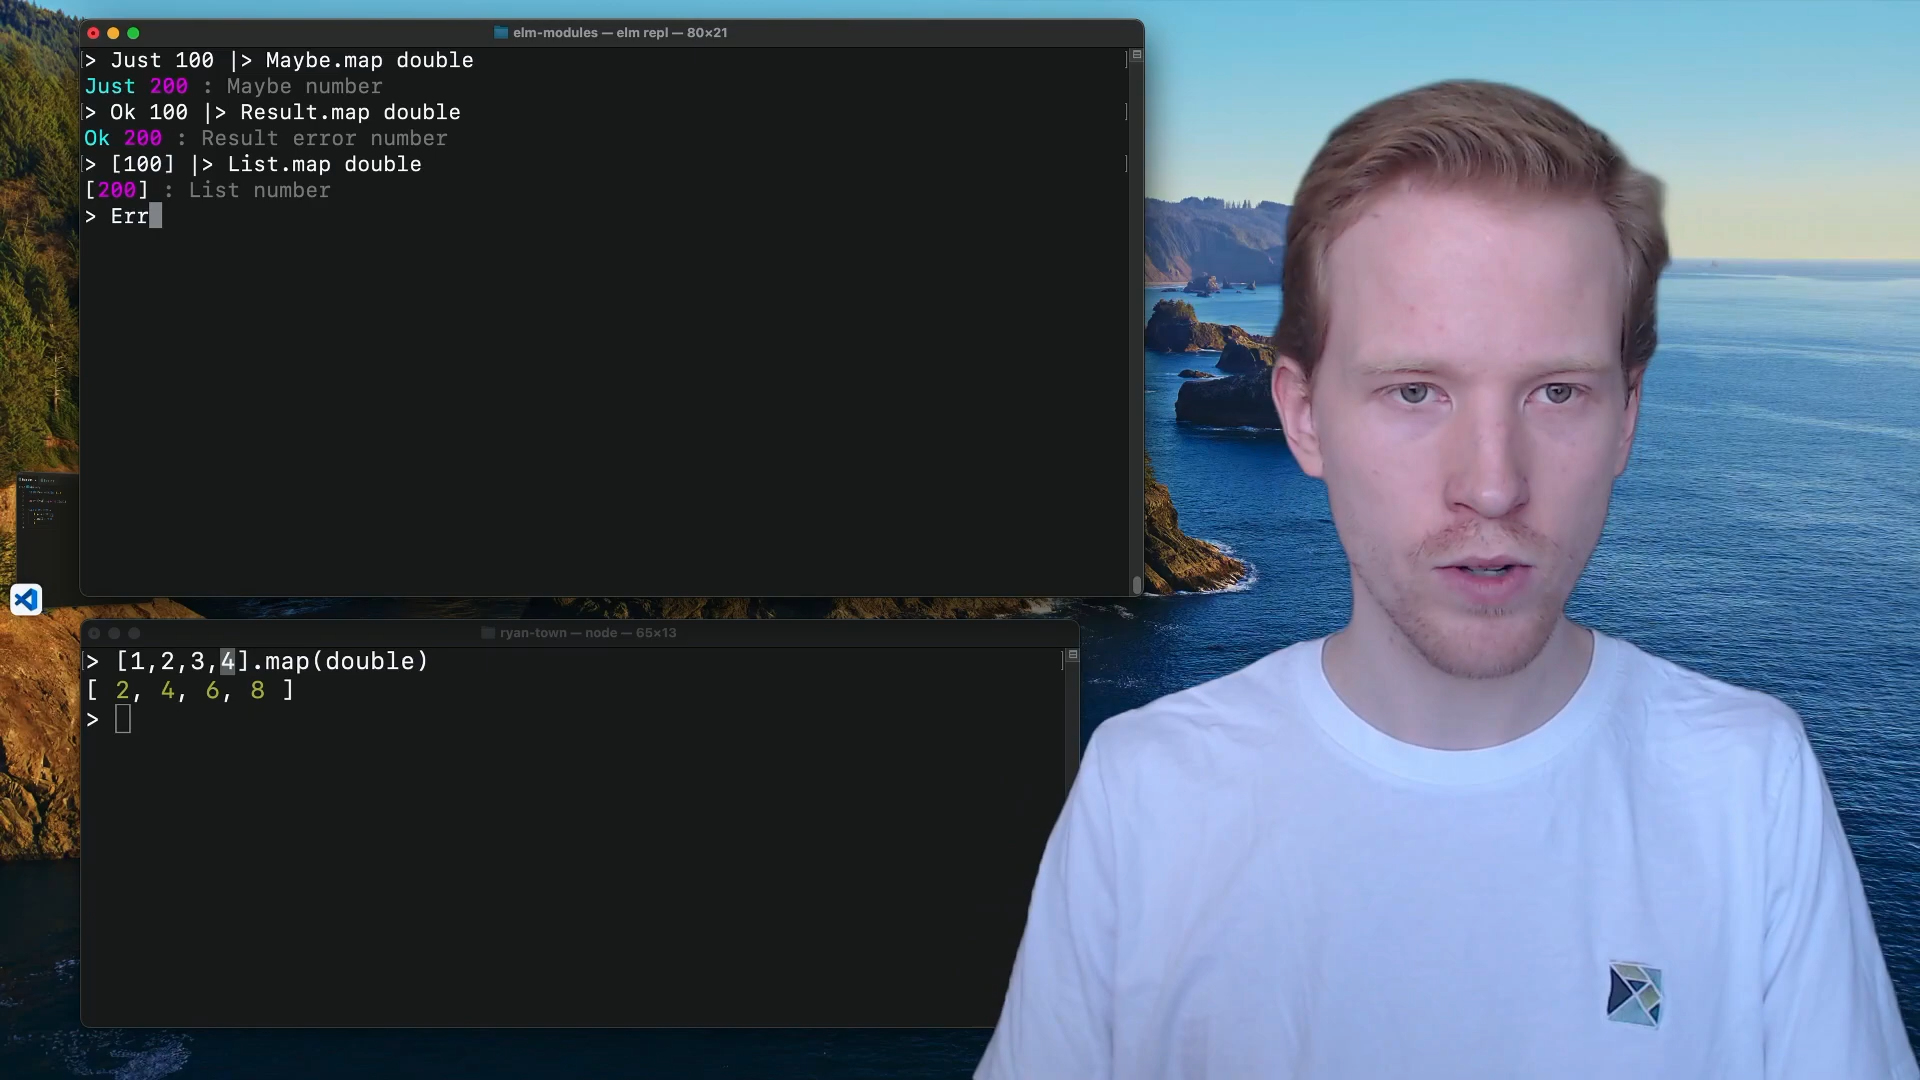 elm-modules — elm repl — 80×21
> Just 100 |> Maybe.map double
Just 200 : Maybe number
> Ok 100 |> Result.map double
Ok 200 : Result error number
> [100] |> List.map double
[200] : List number
> Err
ryan-town — node — 65×13
> [1,2,3,4].map(double)
[ 2, 4, 6, 8 ]
>